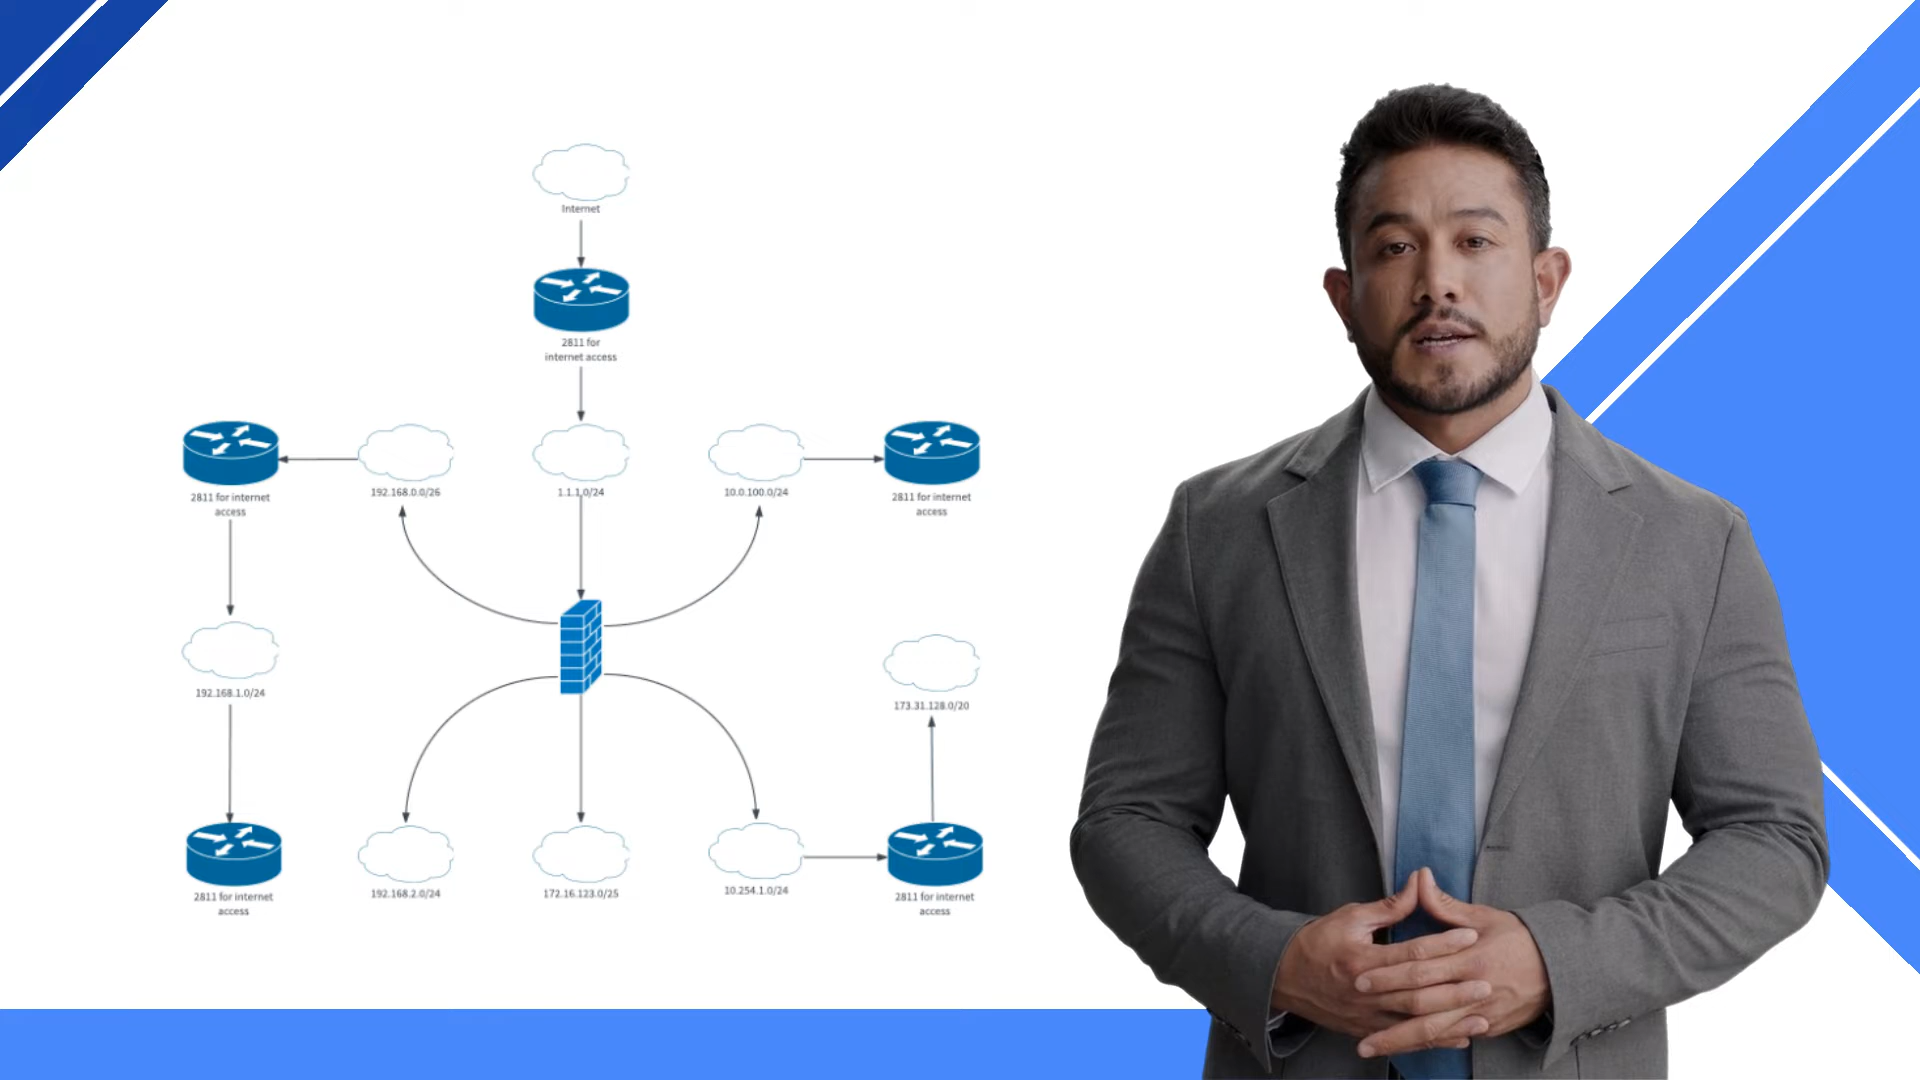 Internet
2811 for
internet access
192.168.0.0/26
1.1.1.0/24
10.0.100.0/24
2811 for internet
access
2811 for internet
access
192.168.1.0/24
173.31.128.0/20
2811 for internet
access
192.168.2.0/24
172.16.123.0/25
10.254.1.0/24
2811 for internet
access